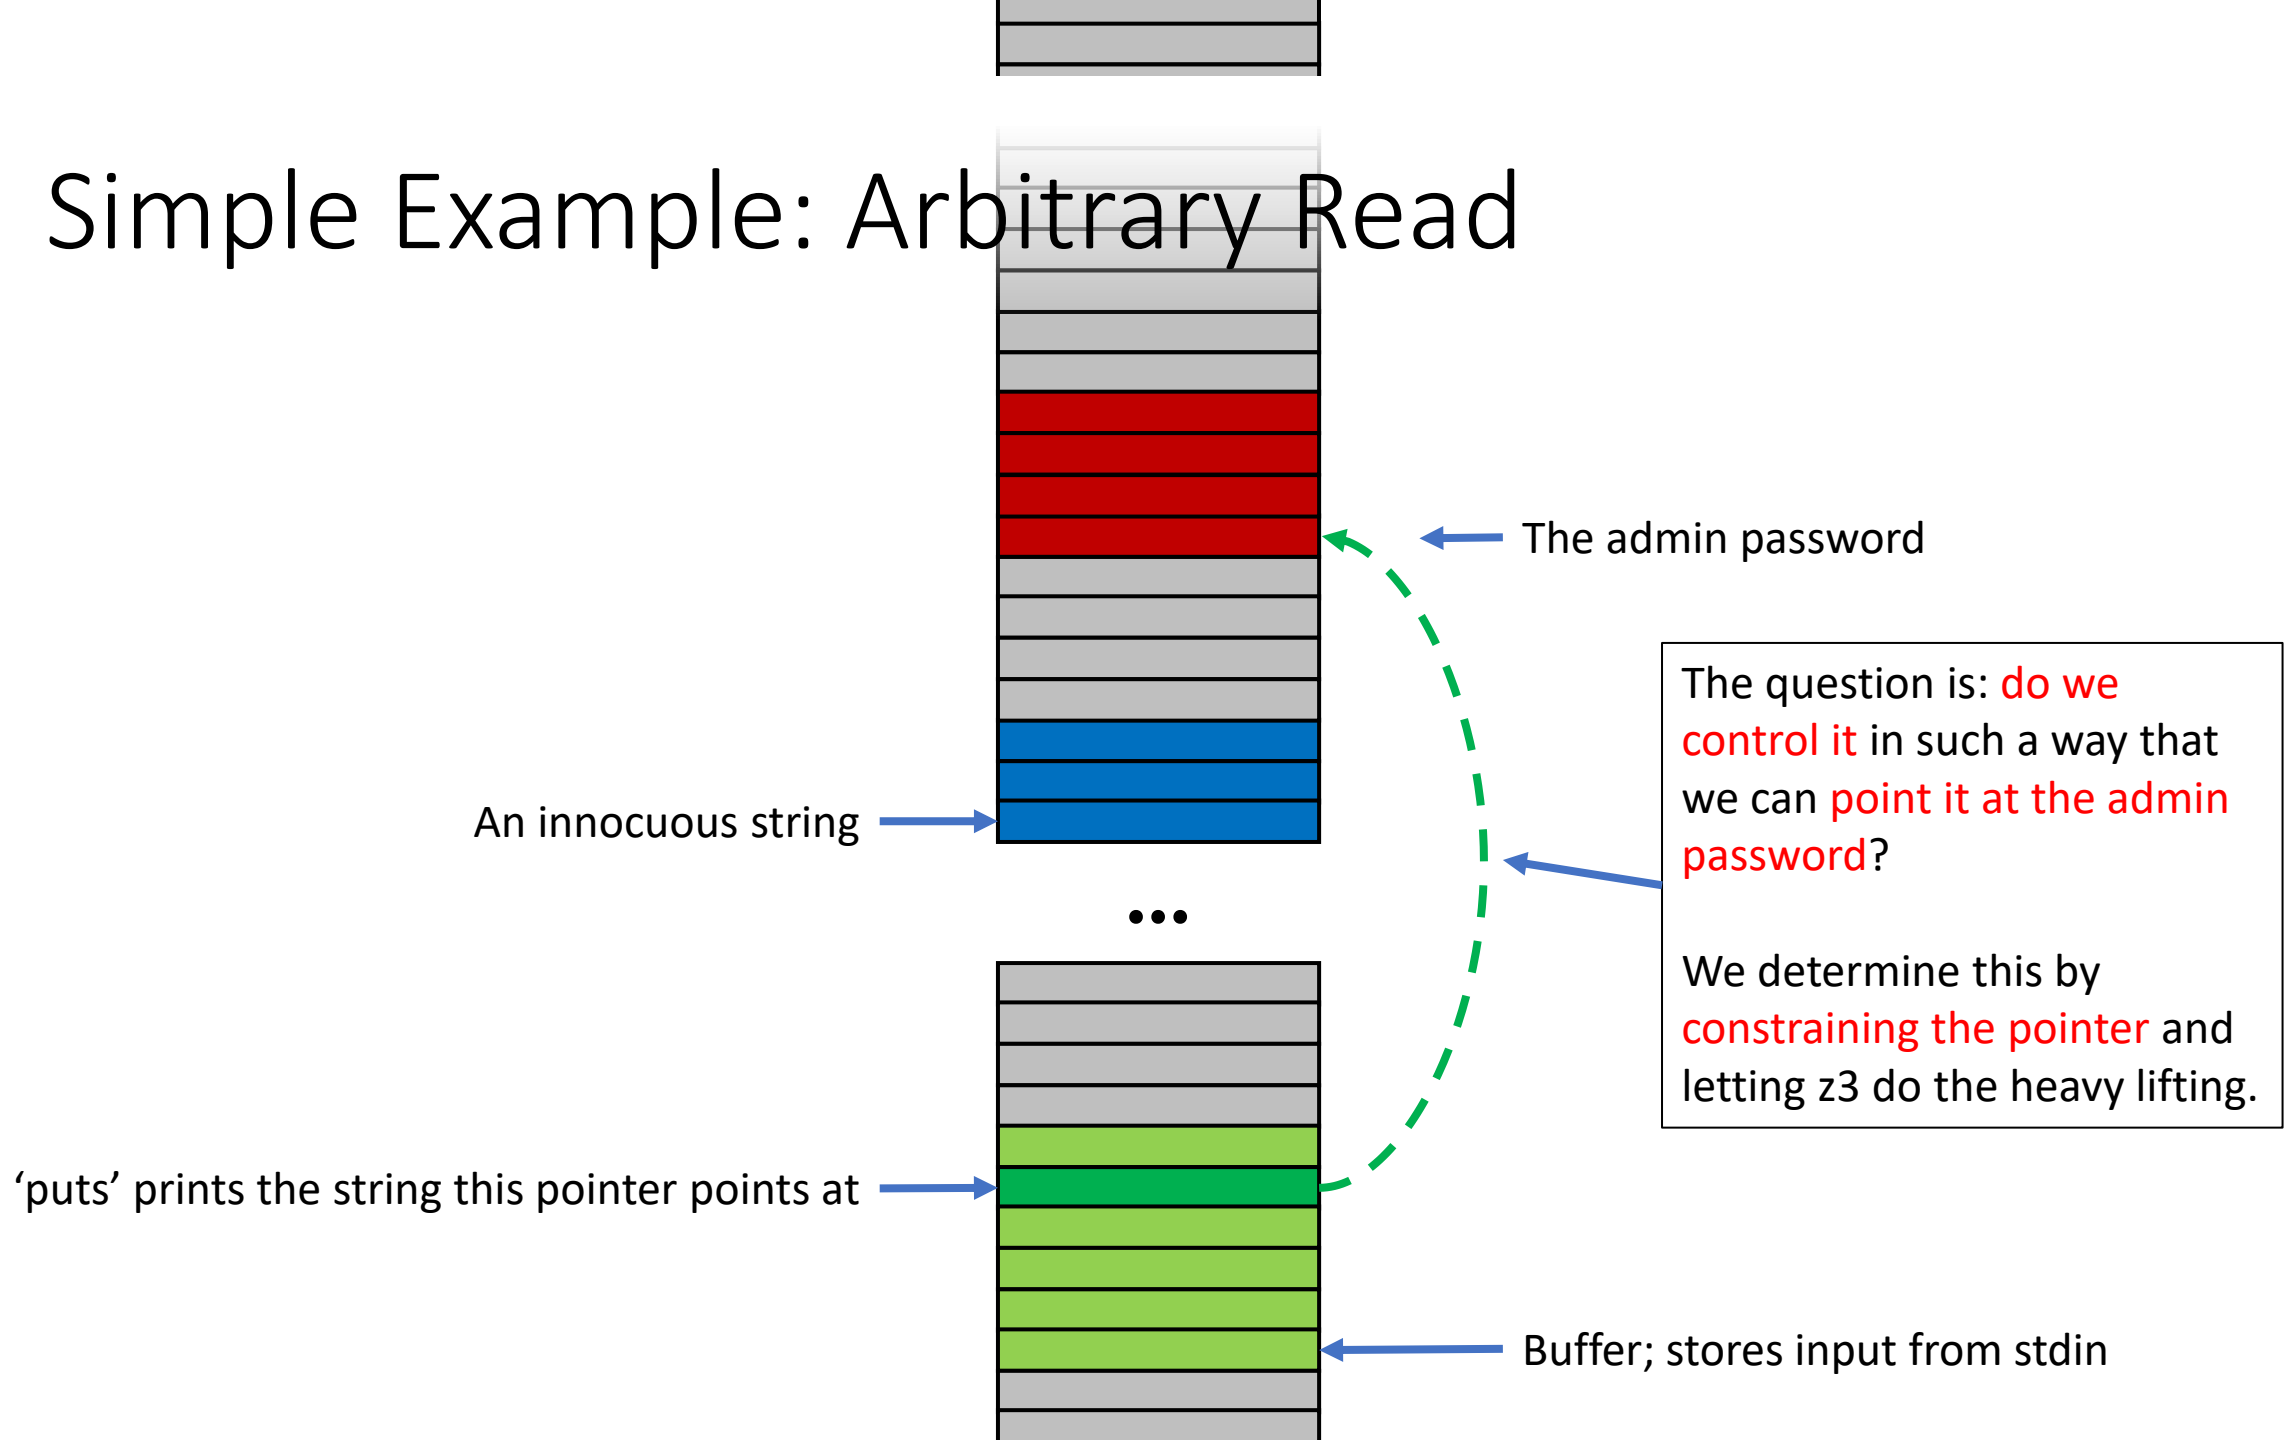 Simple Example: Arbitrary Read
The admin password
The question is: do we
control it in such a way that
we can point it at the admin
password?
We determine this by
constraining the pointer and
letting z3 do the heavy lifting.
An innocuous string
...
‘puts’ prints the string this pointer points at
Buffer; stores input from stdin